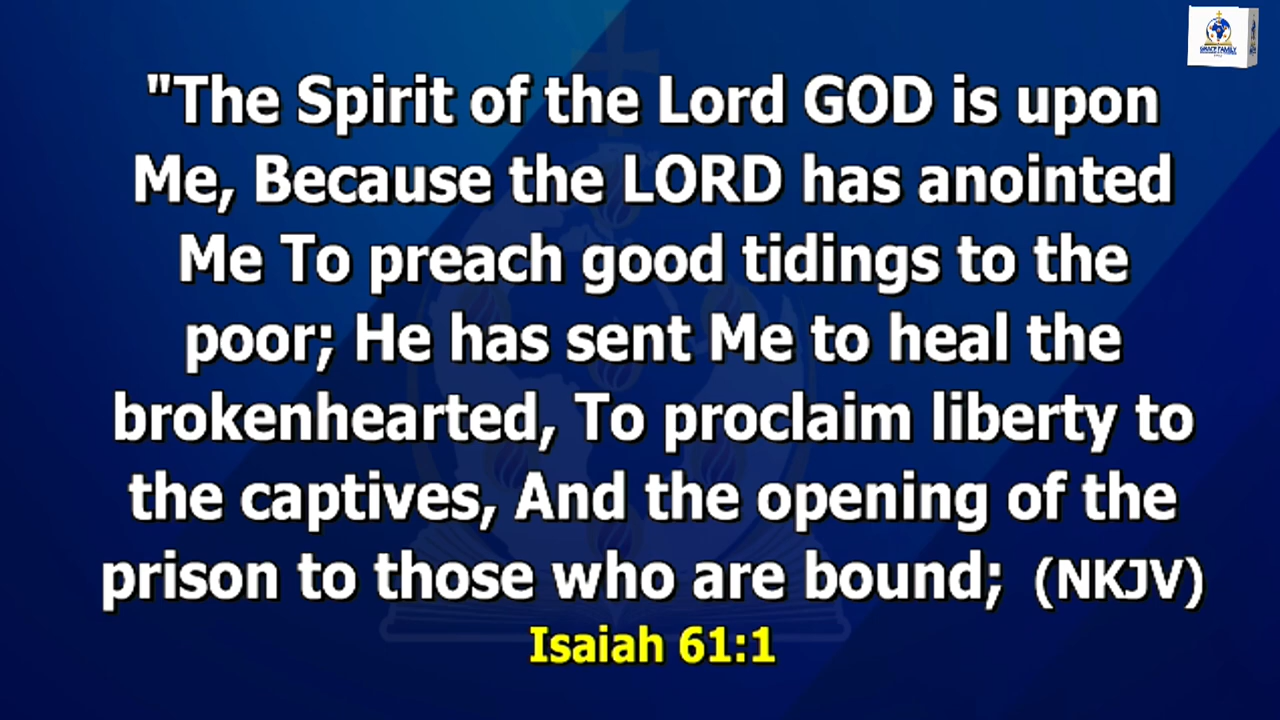 GRACE FAMILY
"The Spirit of the Lord GOD is upon
Me, Because the LORD has anointed
Me To preach good tidings to the
poor; He has sent Me to heal the
brokenhearted, To proclaim liberty to
the captives, And the opening of the
prison to those who are bound; (NKJV)
Isaiah 61:1